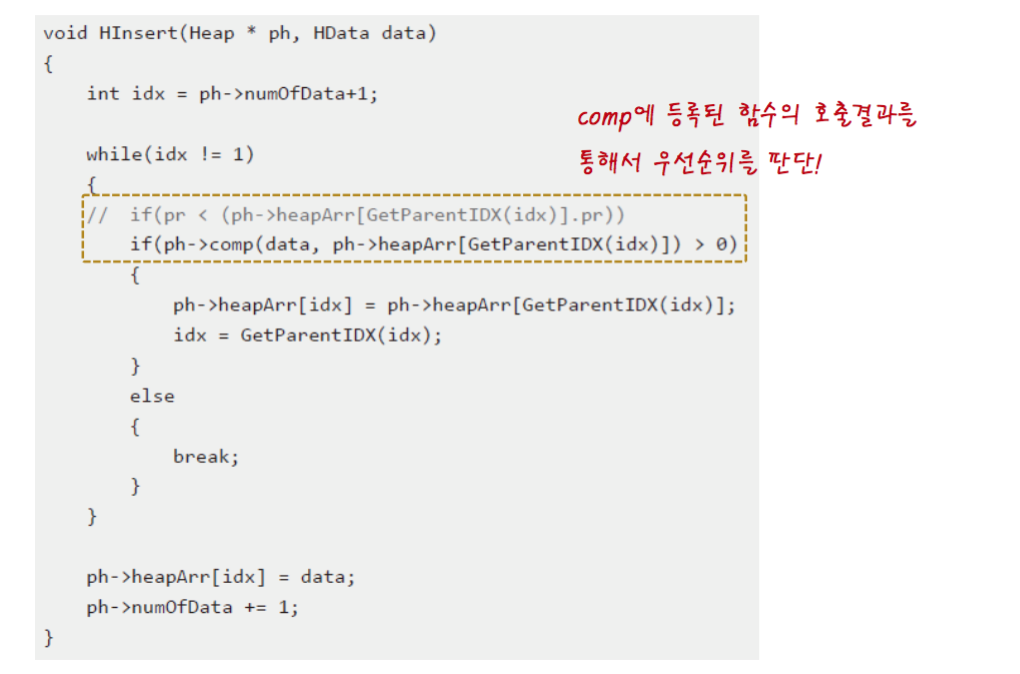 void HInsert(Heap * ph, HData data)
{
    int idx = ph->numOfData+1;
comp에 등록된 함수의 호출결과를
통해서 우선순위를 판단!
    while(idx != 1)
    {
//  if(pr < (ph->heapArr[GetParentIDX(idx)].pr))
        if(ph->comp(data, ph->heapArr[GetParentIDX(idx)]) > 0)
        {
            ph->heapArr[idx] = ph->heapArr[GetParentIDX(idx)];
            idx = GetParentIDX(idx);
        }
        else
        {
            break;
        }
    }
    ph->heapArr[idx] = data;
    ph->numOfData += 1;
}